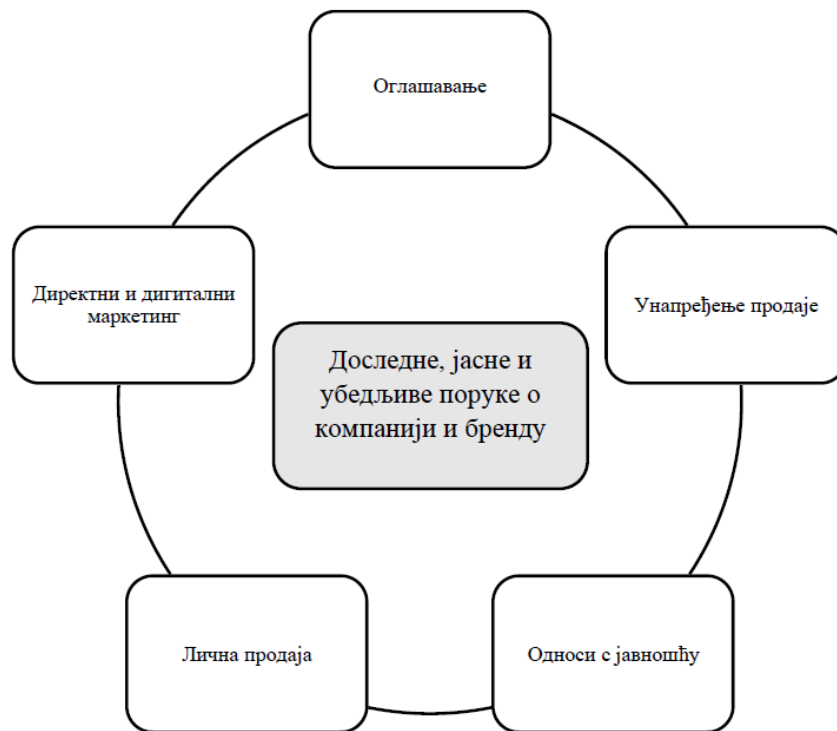 Оглашавање
Директни и дигитални
маркетинг
Унапређење продаје
Доследне, јасне и
убедљиве поруке о
компанији и бренду
Лична продаја
Односи с јавношћу